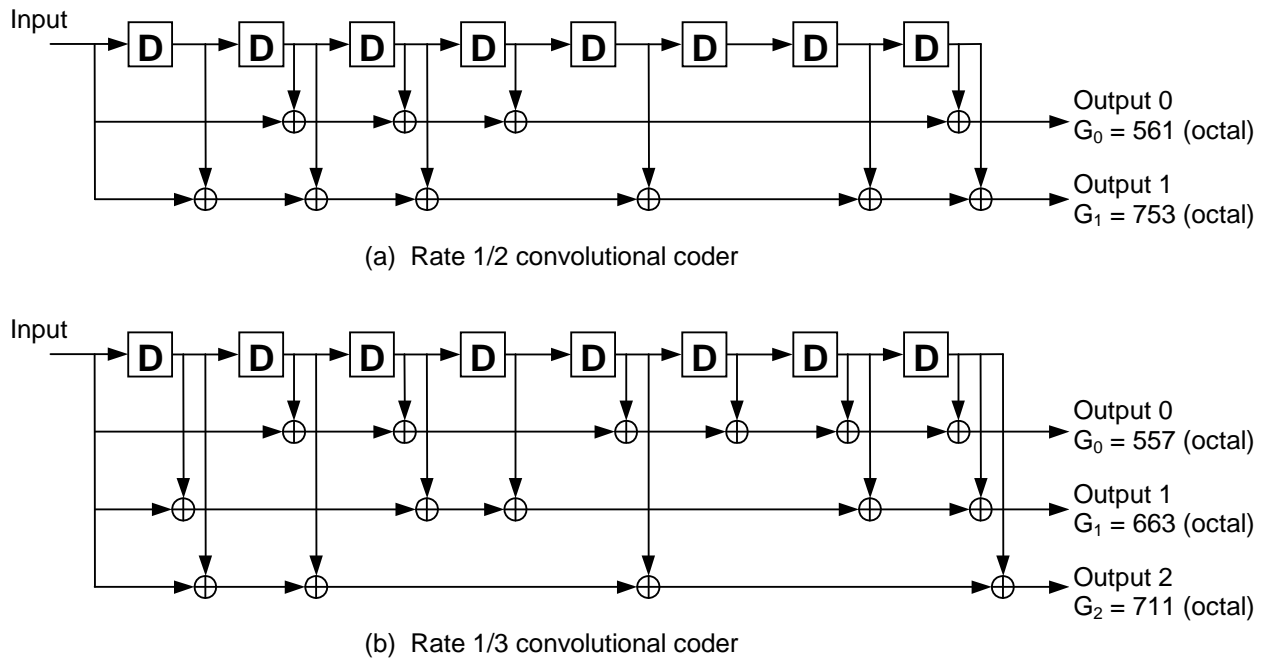 Input
D D D D D D D D
Output 0
G₀ = 561 (octal)
Output 1
G₁ = 753 (octal)
(a) Rate 1/2 convolutional coder
Input
D D D D D D D D
Output 0
G₀ = 557 (octal)
Output 1
G₁ = 663 (octal)
Output 2
G₂ = 711 (octal)
(b) Rate 1/3 convolutional coder